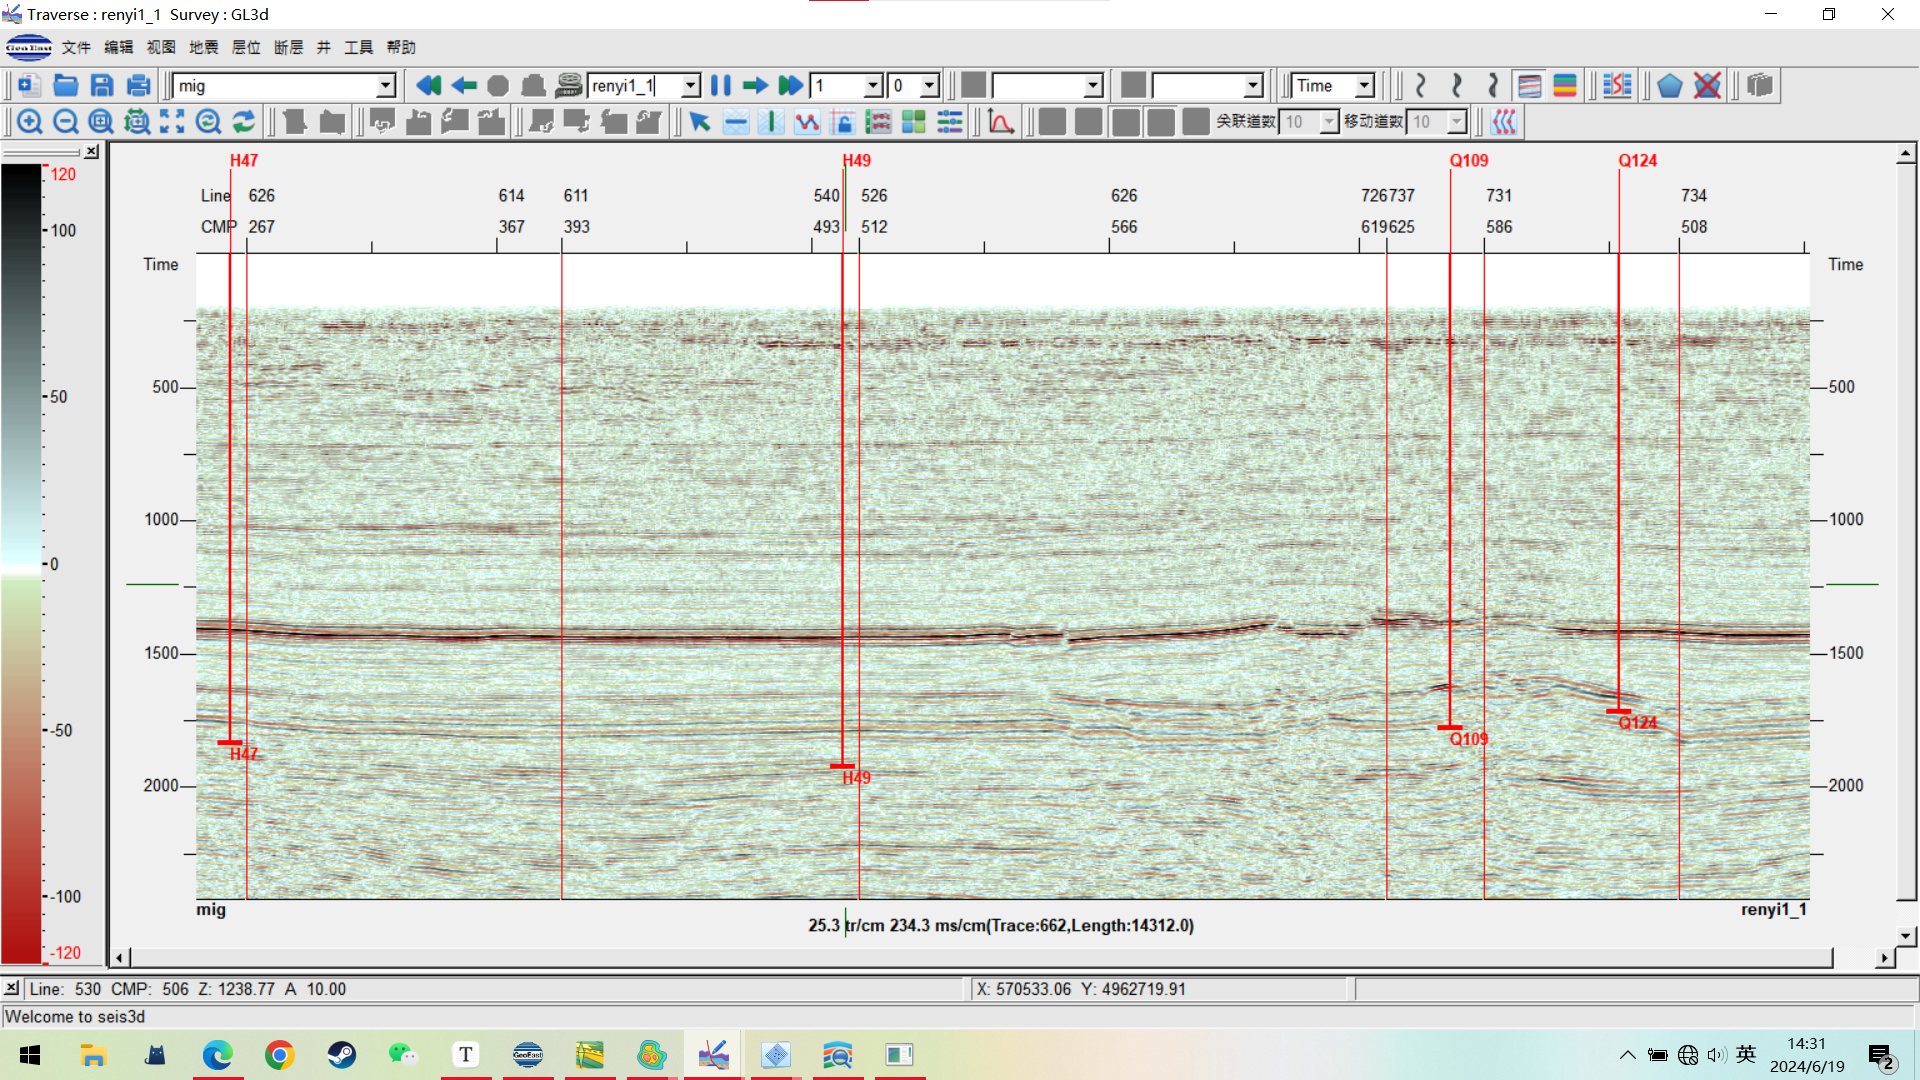 Traverse : renyi1_1  Survey : GL3d
GeoEast 文件 编辑 视图 地震 层位 断层 井 工具 帮助
mig renyi1_1 1 0 Time
关联道数 10 移动道数 10
H47 H49 Q109 Q124
Line 626 614 611 540 526 626 726 737 731 734
CMP 267 367 393 493 512 566 619 625 586 508
Time Time
120
100
50
0
-50
-100
-120
500 500
1000 1000
1500 1500
2000 2000
H47 H49 Q109 Q124
mig renyi1_1
25.3 tr/cm 234.3 ms/cm(Trace:662,Length:14312.0)
Line: 530 CMP: 506 Z: 1238.77 A 10.00 X: 570533.06 Y: 4962719.91
Welcome to seis3d
T GeoEast 英 14:31
2024/6/19 2